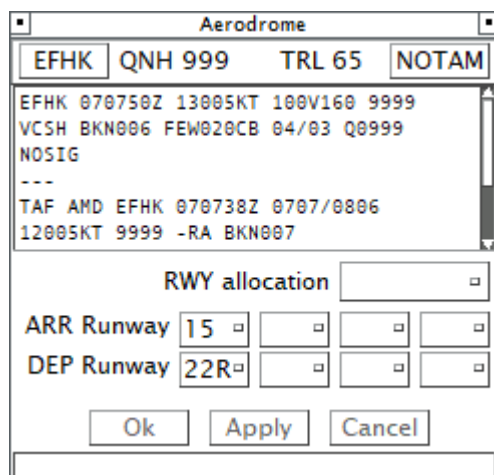 Aerodrome
EFHK QNH 999 TRL 65 NOTAM
EFHK 070750Z 13005KT 100V160 9999
VCSH BKN006 FEW020CB 04/03 Q0999
NOSIG
---
TAF AMD EFHK 070738Z 0707/0806
12005KT 9999 -RA BKN007
RWY allocation
ARR Runway 15
DEP Runway 22R
Ok Apply Cancel